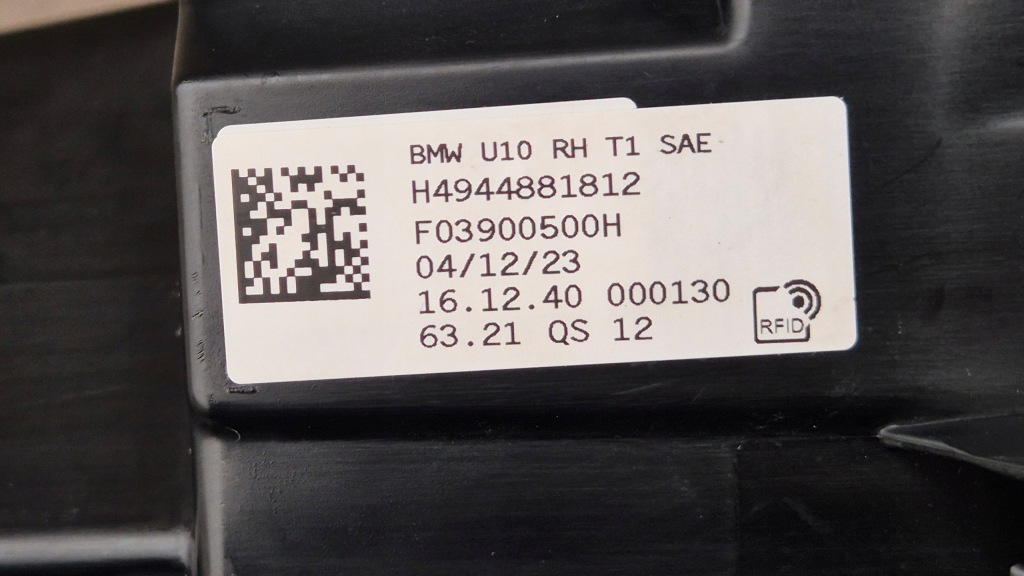 BMW U10 RH T1 SAE
H4944881812
F03900500H
04/12/23
16.12.40 000130
63.21 QS 12
RFID